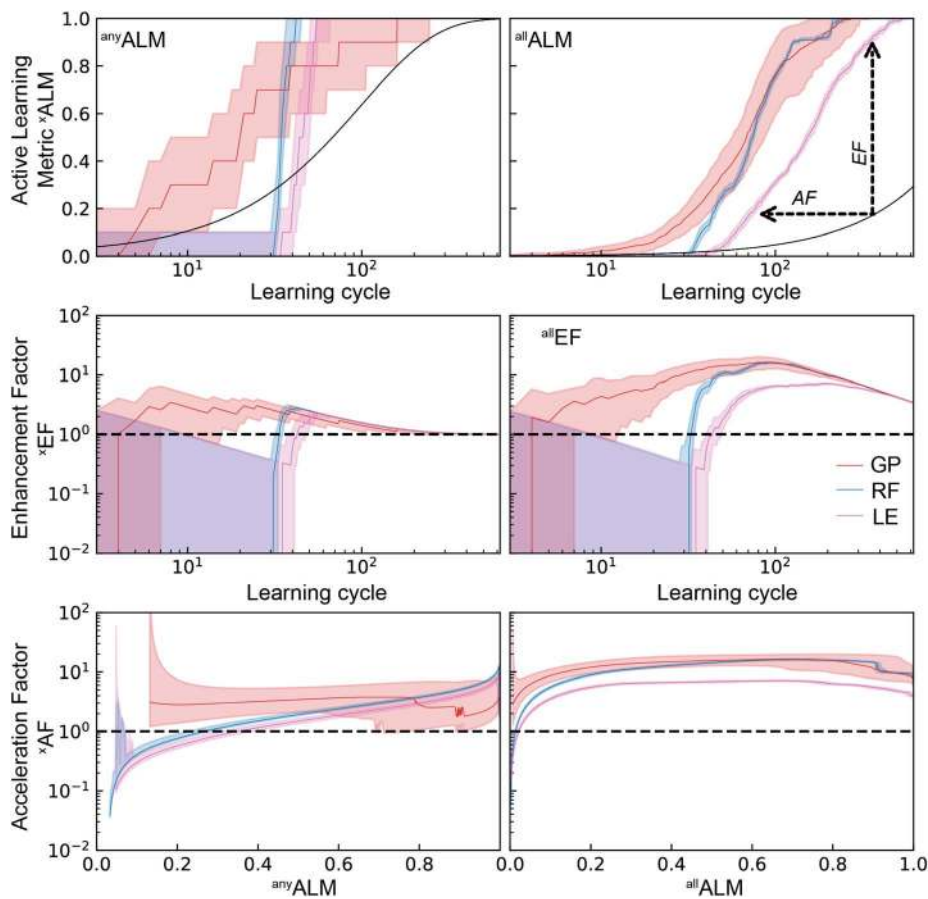 anyALM
allALM
Active Learning
Metric ˣALM
1.0
0.8
0.6
0.4
0.2
0.0
EF
AF
10¹
10²
10¹
10²
Learning cycle
Learning cycle
Enhancement Factor
ˣEF
10²
10¹
10⁰
10⁻¹
10⁻²
allEF
GP
RF
LE
10¹
10²
10¹
10²
Learning cycle
Learning cycle
Acceleration Factor
ˣAF
10²
10¹
10⁰
10⁻¹
10⁻²
0.0
0.2
0.4
0.6
0.8
0.0
0.2
0.4
0.6
0.8
1.0
anyALM
allALM